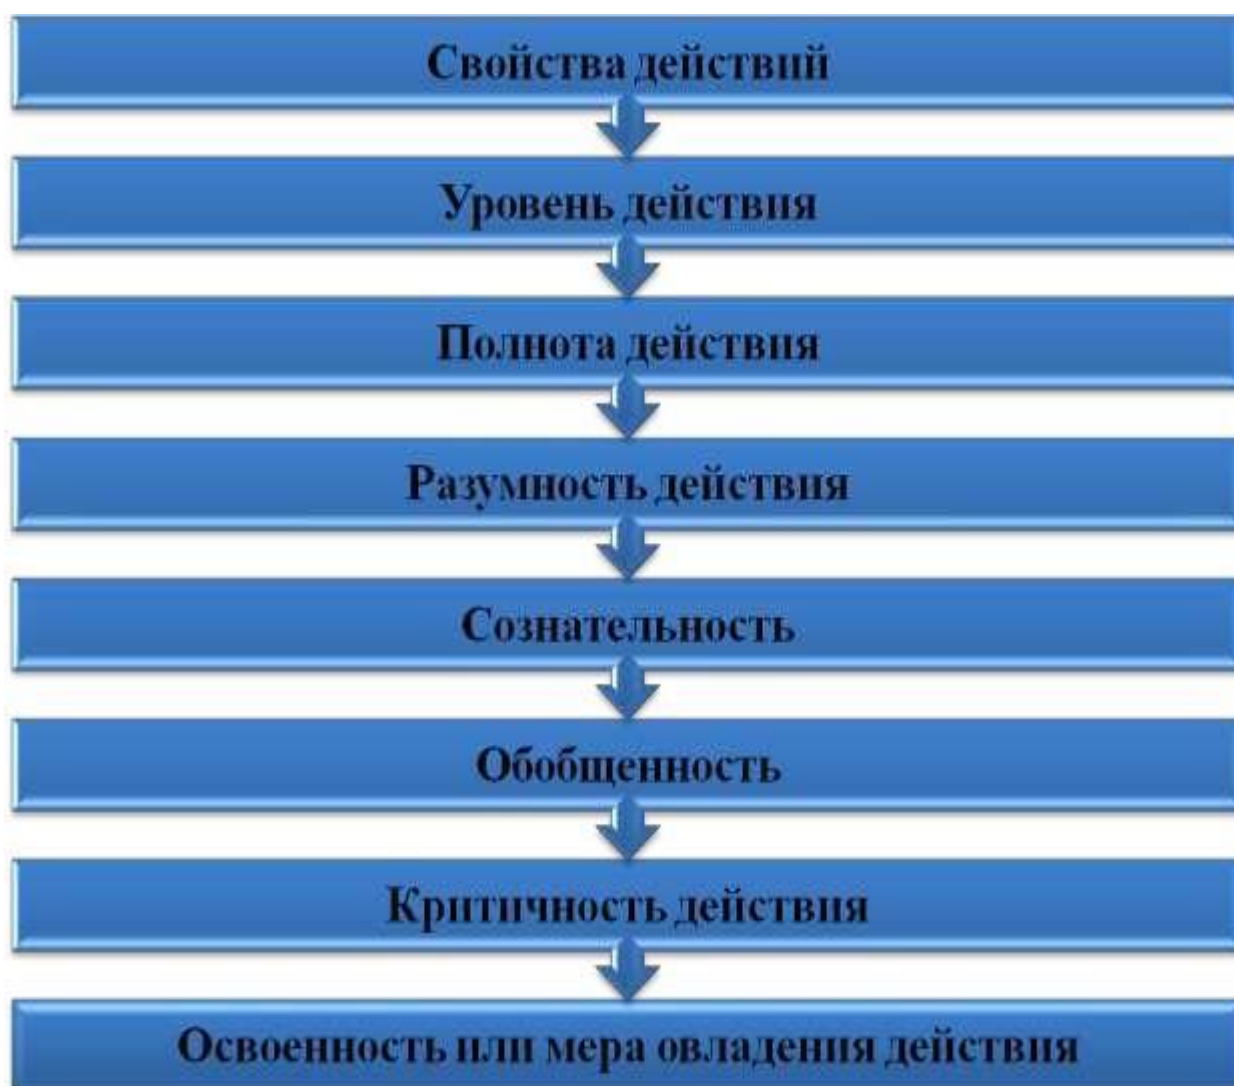 Свойства действий
Уровень действия
Полнота действия
Разумность действия
Сознательность
Обобщенность
Критичность действия
Освоенность или мера овладения действия